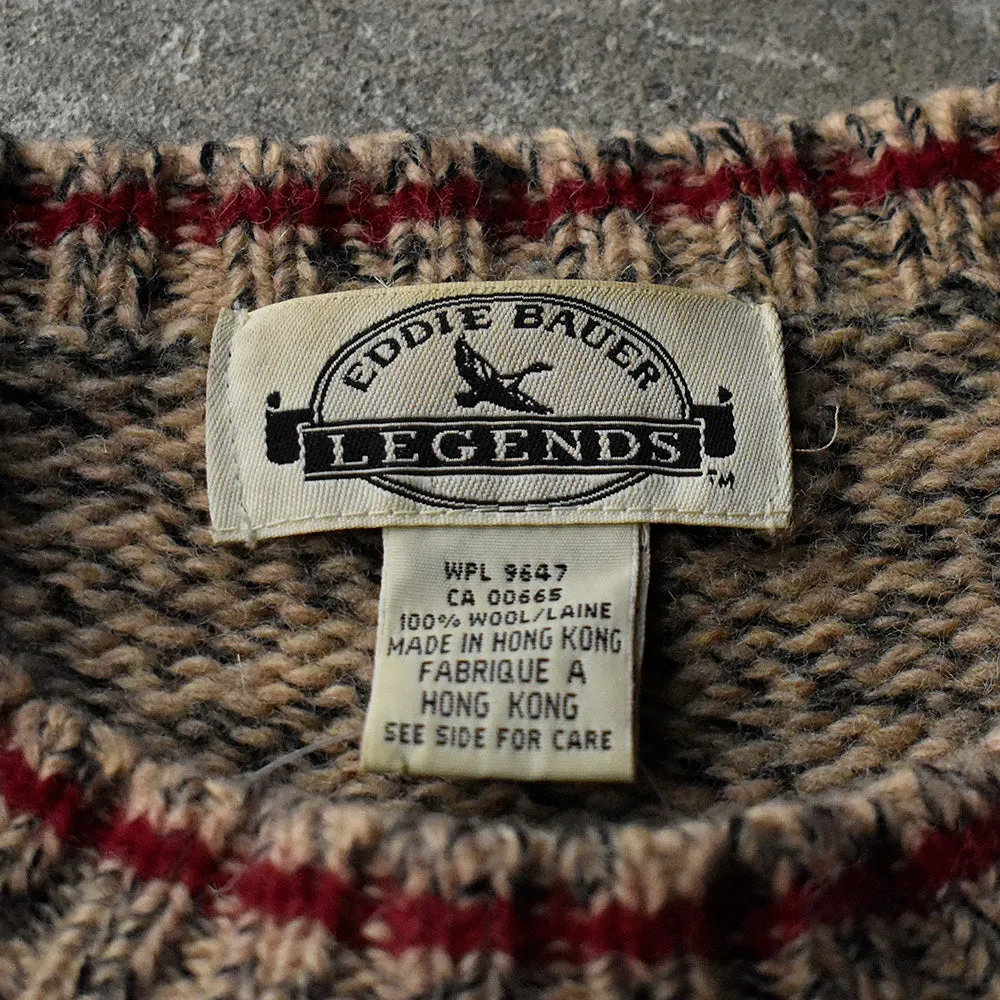 EDDIE BAUER
LEGENDS
TM
WPL 9647
CA 00665
100% WOOL/LAINE
MADE IN HONG KONG
FABRIQUE A
HONG KONG
SEE SIDE FOR CARE